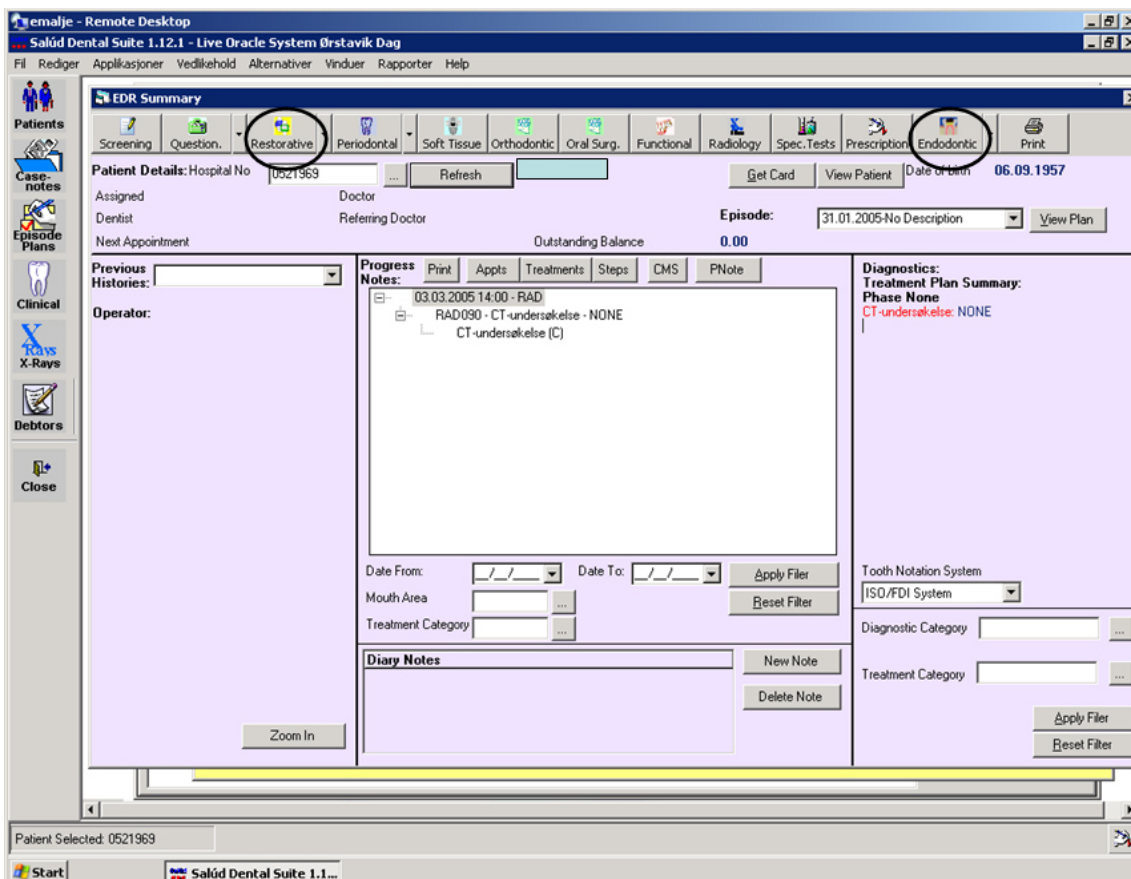 emalje - Remote Desktop
Salúd Dental Suite 1.12.1 - Live Oracle System Ørstavik Dag
Fil Rediger Applikasjoner Vedlikehold Alternativer Vinduer Rapporter Help
Patients
Case-notes
Episode Plans
Clinical
X Rays
X-Rays
Debtors
Close
EDR Summary
Screening Question. Restorative Periodontal Soft Tissue Orthodontic Oral Surg. Functional Radiology Spec.Tests Prescription Endodontic Print
Patient Details: Hospital No 0521969 ... Refresh Get Card View Patient Date of birth 06.09.1957
Assigned Doctor
Dentist Referring Doctor Episode: 31.01.2005-No Description View Plan
Next Appointment Outstanding Balance 0.00
Previous Histories:
Operator:
Zoom In
Progress Notes: Print Appts Treatments Steps CMS PNote
03.03.2005 14:00 - RAD
RAD090 - CT-undersøkelse - NONE
CT-undersøkelse (C)
Date From: _/_/_ Date To: _/_/_ Apply Filer
Mouth Area ... Reset Filter
Treatment Category ...
Diary Notes New Note
Delete Note
Diagnostics:
Treatment Plan Summary:
Phase None
CT-undersøkelse: NONE
Tooth Notation System
ISO/FDI System
Diagnostic Category ...
Treatment Category ...
Apply Filer
Reset Filter
Patient Selected: 0521969
Start Salúd Dental Suite 1.1...